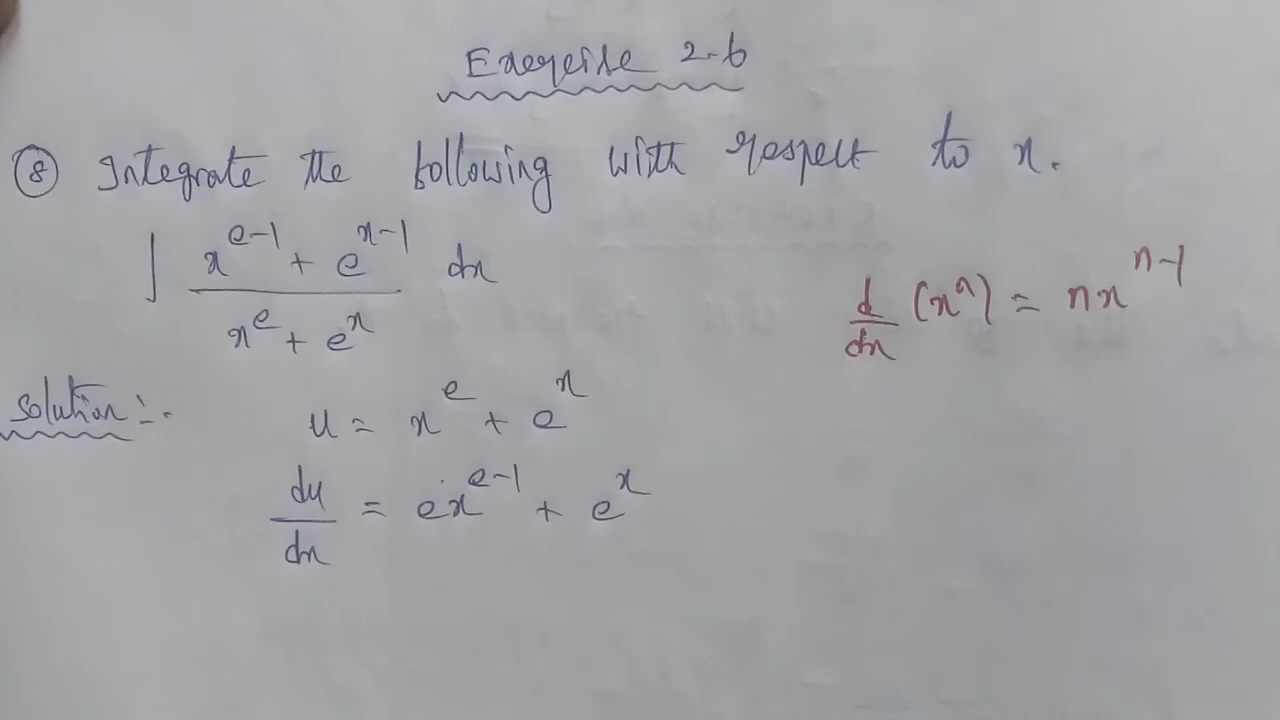 Exercise 2.6
⑧ Integrate the following with respect to x.
∫ (x^(e-1) + e^(x-1)) / (x^e + e^x) dx
d/dx (x^n) = nx^(n-1)
Solution:-
u = x^e + e^x
du/dx = ex^(e-1) + e^x